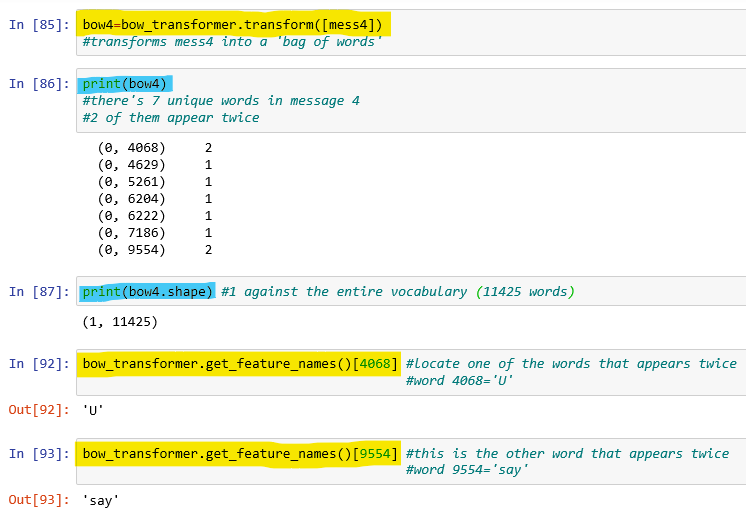 In [85]: bow4=bow_transformer.transform([mess4])
#transforms mess4 into a 'bag of words'
In [86]: print(bow4)
#there's 7 unique words in message 4
#2 of them appear twice
(0, 4068) 2
(0, 4629) 1
(0, 5261) 1
(0, 6204) 1
(0, 6222) 1
(0, 7186) 1
(0, 9554) 2
In [87]: print(bow4.shape) #1 against the entire vocabulary (11425 words)
(1, 11425)
In [92]: bow_transformer.get_feature_names()[4068] #locate one of the words that appears twice
#word 4068='U'
Out[92]: 'U'
In [93]: bow_transformer.get_feature_names()[9554] #this is the other word that appears twice
#word 9554='say'
Out[93]: 'say'